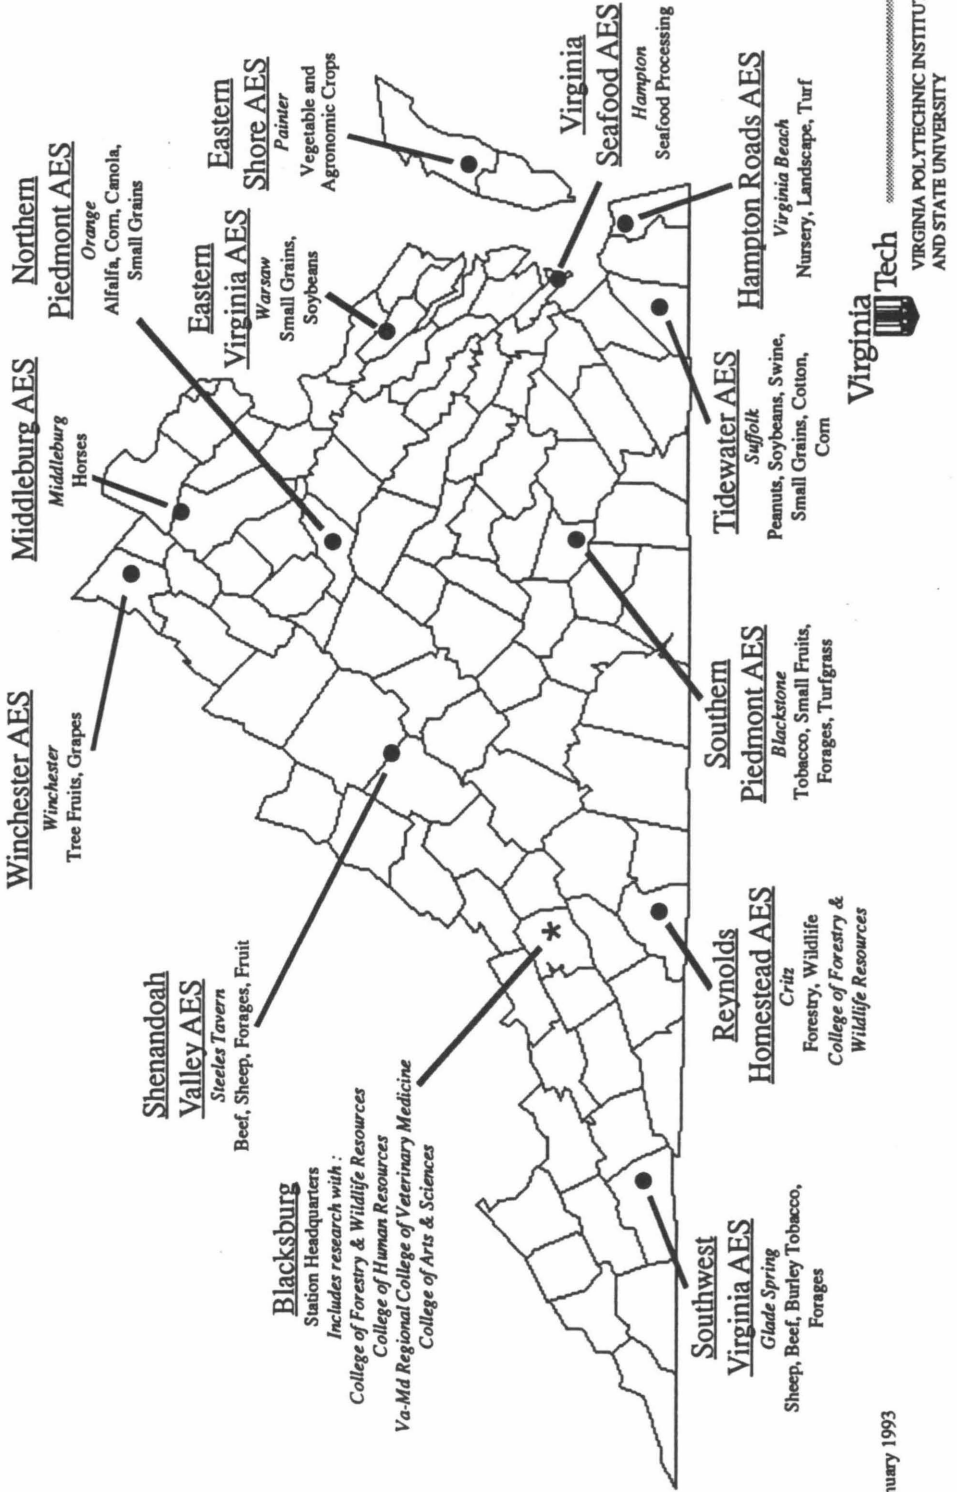 Winchester AES
Winchester
Tree Fruits, Grapes
Middleburg AES
Middleburg
Horses
Northern
Piedmont AES
Orange
Alfalfa, Corn, Canola,
Small Grains
Shenandoah
Valley AES
Steeles Tavern
Beef, Sheep, Forages, Fruit
Eastern
Virginia AES
Warsaw
Small Grains,
Soybeans
Eastern
Shore AES
Painter
Vegetable and
Agronomic Crops
Blacksburg
Station Headquarters
Includes research with :
College of Forestry & Wildlife Resources
College of Human Resources
Va-Md Regional College of Veterinary Medicine
College of Arts & Sciences
*
Virginia
Seafood AES
Hampton
Seafood Processing
Southwest
Virginia AES
Glade Spring
Sheep, Beef, Burley Tobacco,
Forages
Reynolds
Homestead AES
Critz
Forestry, Wildlife
College of Forestry &
Wildlife Resources
Southern
Piedmont AES
Blackstone
Tobacco, Small Fruits,
Forages, Turfgrass
Tidewater AES
Suffolk
Peanuts, Soybeans, Swine,
Small Grains, Cotton,
Corn
Hampton Roads AES
Virginia Beach
Nursery, Landscape, Turf
nuary 1993
Virginia
Tech
VIRGINIA POLYTECHNIC INSTITU
AND STATE UNIVERSITY